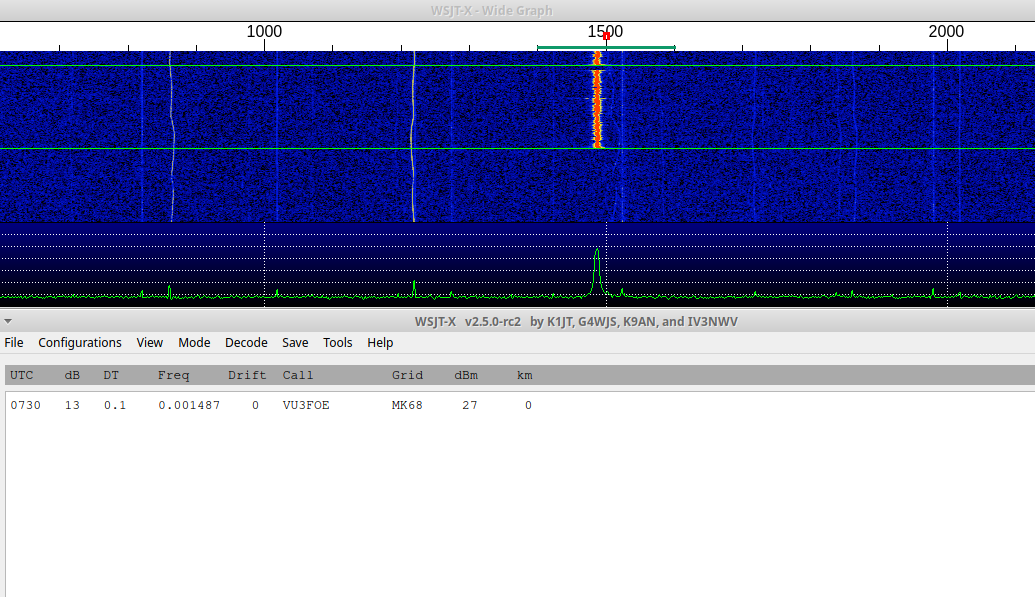 WSJT-X - Wide Graph
1000 1500 2000
WSJT-X v2.5.0-rc2 by K1JT, G4WJS, K9AN, and IV3NWV
File Configurations View Mode Decode Save Tools Help
UTC dB DT Freq Drift Call Grid dBm km
0730 13 0.1 0.001487 0 VU3FOE MK68 27 0